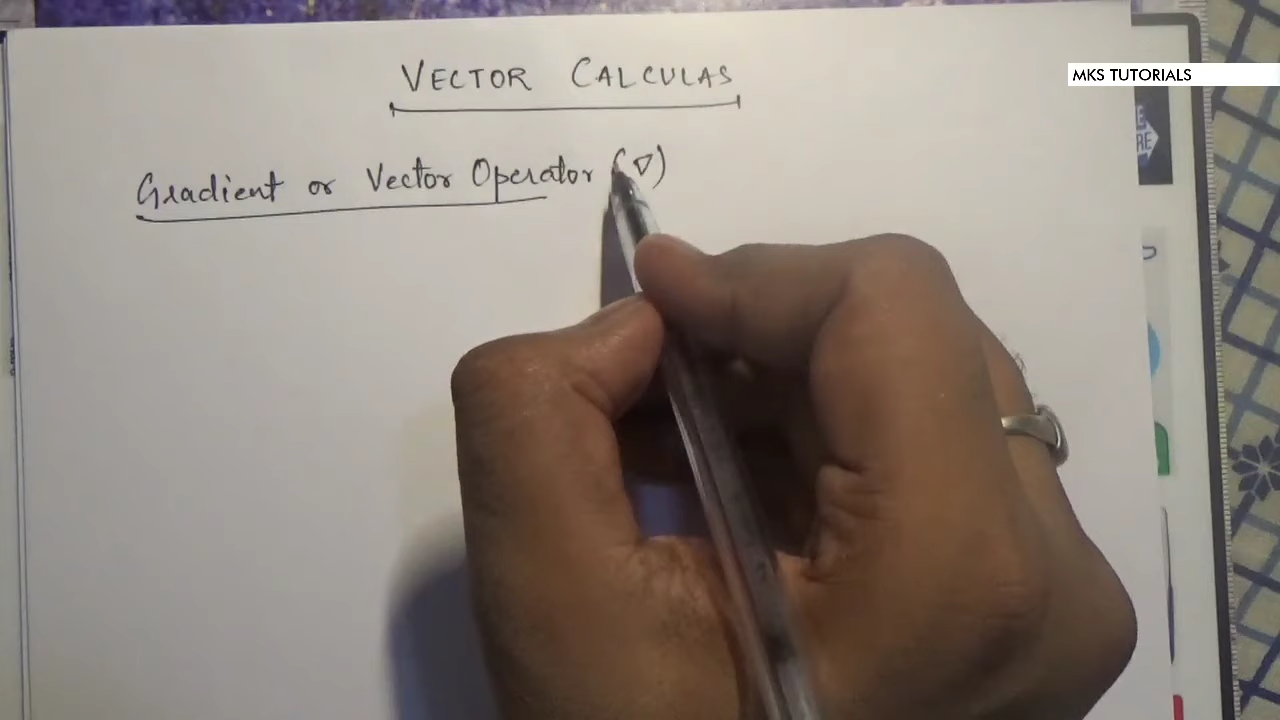 VECTOR CALCULAS
MKS TUTORIALS
Gradient or Vector Operator (∇)